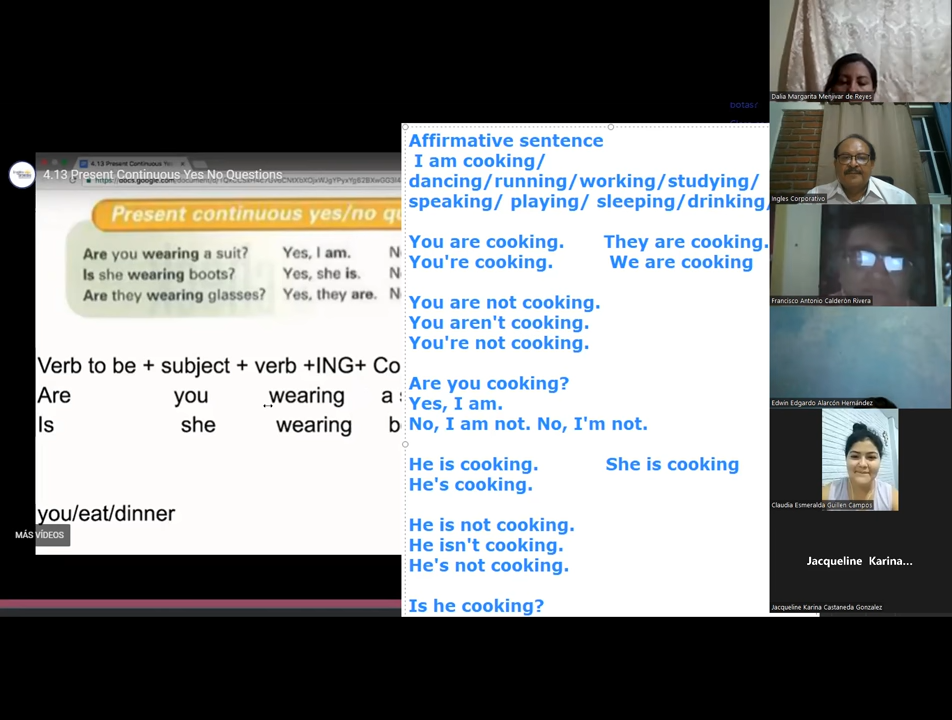 botas?
4.13 Present Continuous Yes No Questions
Present continuous yes/no qu
Are you wearing a suit? Yes, I am. N
Is she wearing boots? Yes, she is. N
Are they wearing glasses? Yes, they are. N
Verb to be + subject + verb +ING+ Co
Are you wearing a s
Is she wearing b
you/eat/dinner
MÁS VÍDEOS
Affirmative sentence
I am cooking/
dancing/running/working/studying/
speaking/ playing/ sleeping/drinking/
You are cooking. They are cooking.
You're cooking. We are cooking
You are not cooking.
You aren't cooking.
You're not cooking.
Are you cooking?
Yes, I am.
No, I am not. No, I'm not.
He is cooking. She is cooking
He's cooking.
He is not cooking.
He isn't cooking.
He's not cooking.
Is he cooking?
Dalia Margarita Menjivar de Reyes
Ingles Corporativo
Francisco Antonio Calderón Rivera
Edwin Edgardo Alarcón Hernández
Claudia Esmeralda Guillen Campos
Jacqueline Karina...
Jacqueline Karina Castaneda Gonzalez